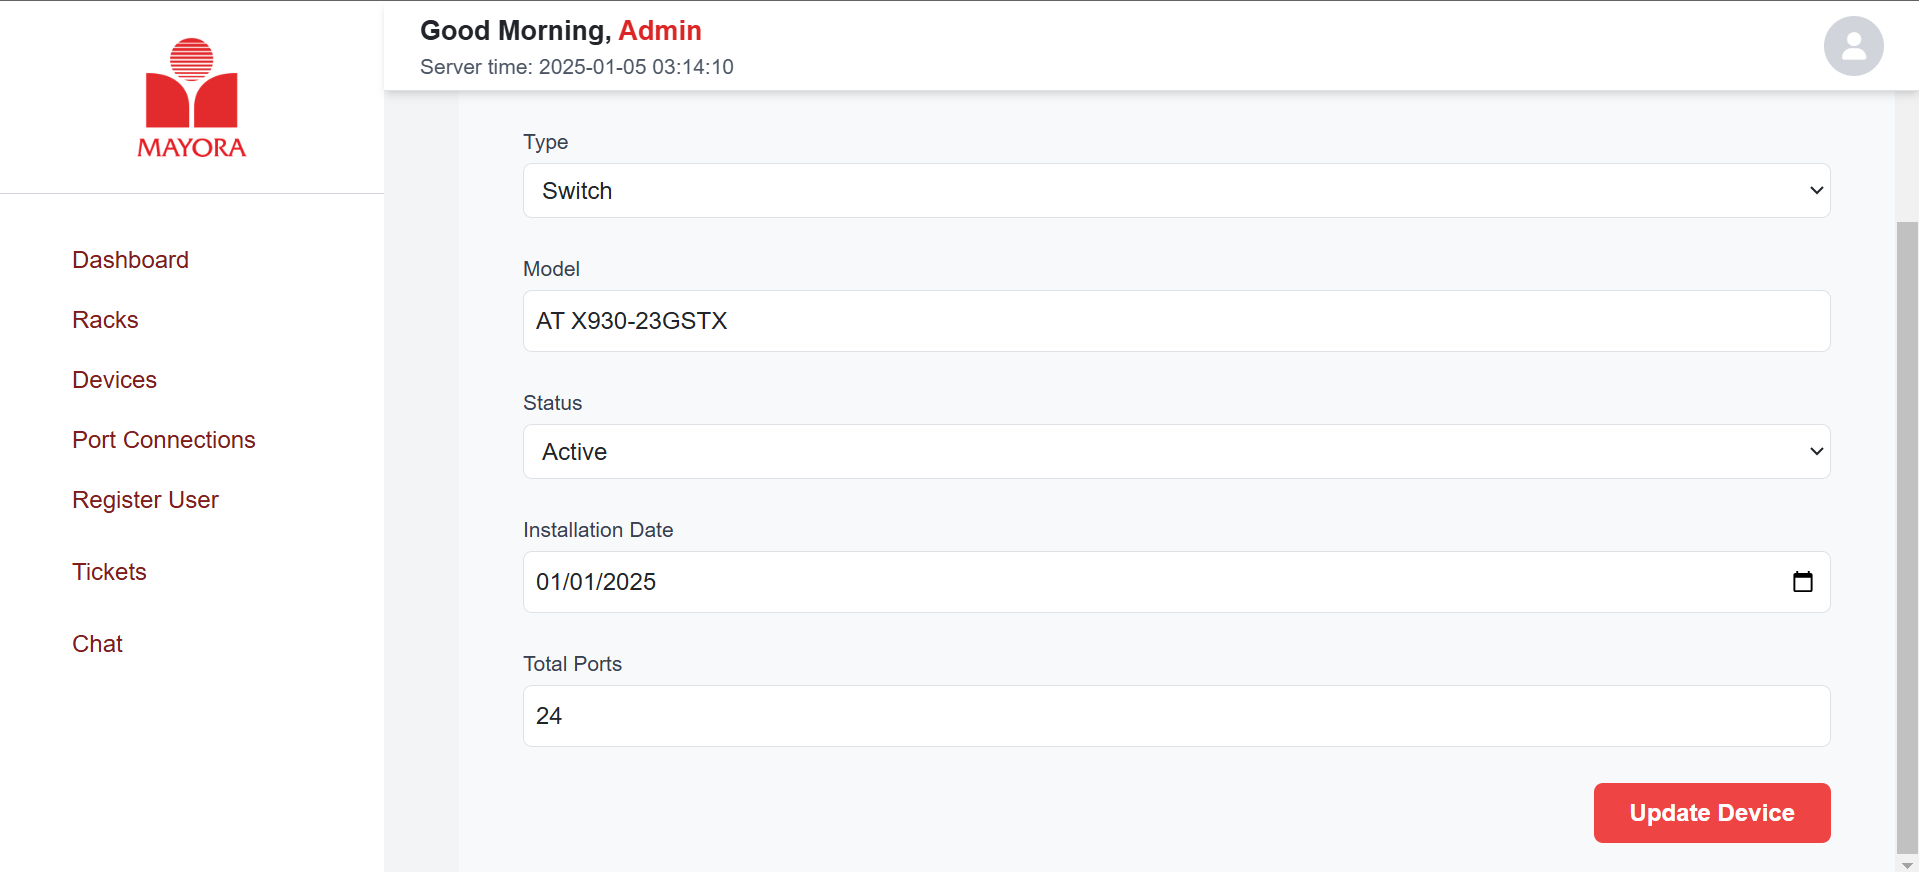 MAYORA
Dashboard
Racks
Devices
Port Connections
Register User
Tickets
Chat
Good Morning, Admin
Server time: 2025-01-05 03:14:10
Type
Switch
Model
AT X930-23GSTX
Status
Active
Installation Date
01/01/2025
Total Ports
24
Update Device